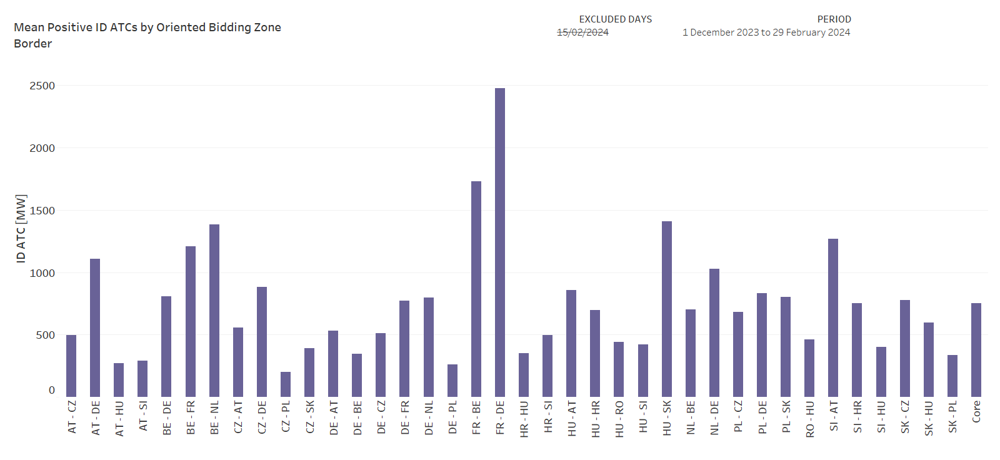 Mean Positive ID ATCs by Oriented Bidding Zone
Border
EXCLUDED DAYS
15/02/2024
PERIOD
1 December 2023 to 29 February 2024
ID ATC [MW]
2500
2000
1500
1000
500
0
AT - CZ
AT - DE
AT - HU
AT - SI
BE - DE
BE - FR
BE - NL
CZ - AT
CZ - DE
CZ - PL
CZ - SK
DE - AT
DE - BE
DE - CZ
DE - FR
DE - NL
DE - PL
FR - BE
FR - DE
HR - HU
HR - SI
HU - AT
HU - HR
HU - RO
HU - SI
HU - SK
NL - BE
NL - DE
PL - CZ
PL - DE
PL - SK
RO - HU
SI - AT
SI - HR
SI - HU
SK - CZ
SK - HU
SK - PL
Core